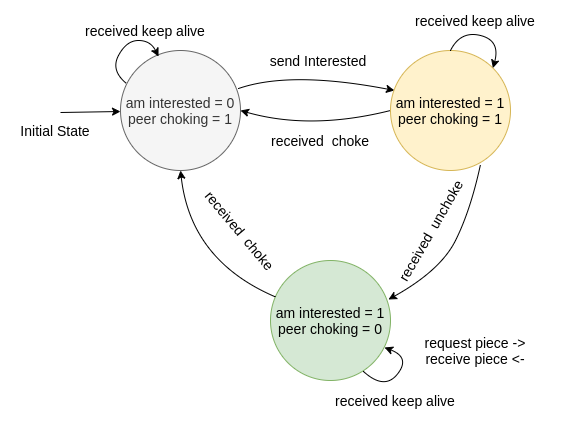 received keep alive
received keep alive
send Interested
am interested = 0
peer choking = 1
am interested = 1
peer choking = 1
Initial State
received choke
received choke
received unchoke
am interested = 1
peer choking = 0
request piece ->
receive piece <-
received keep alive